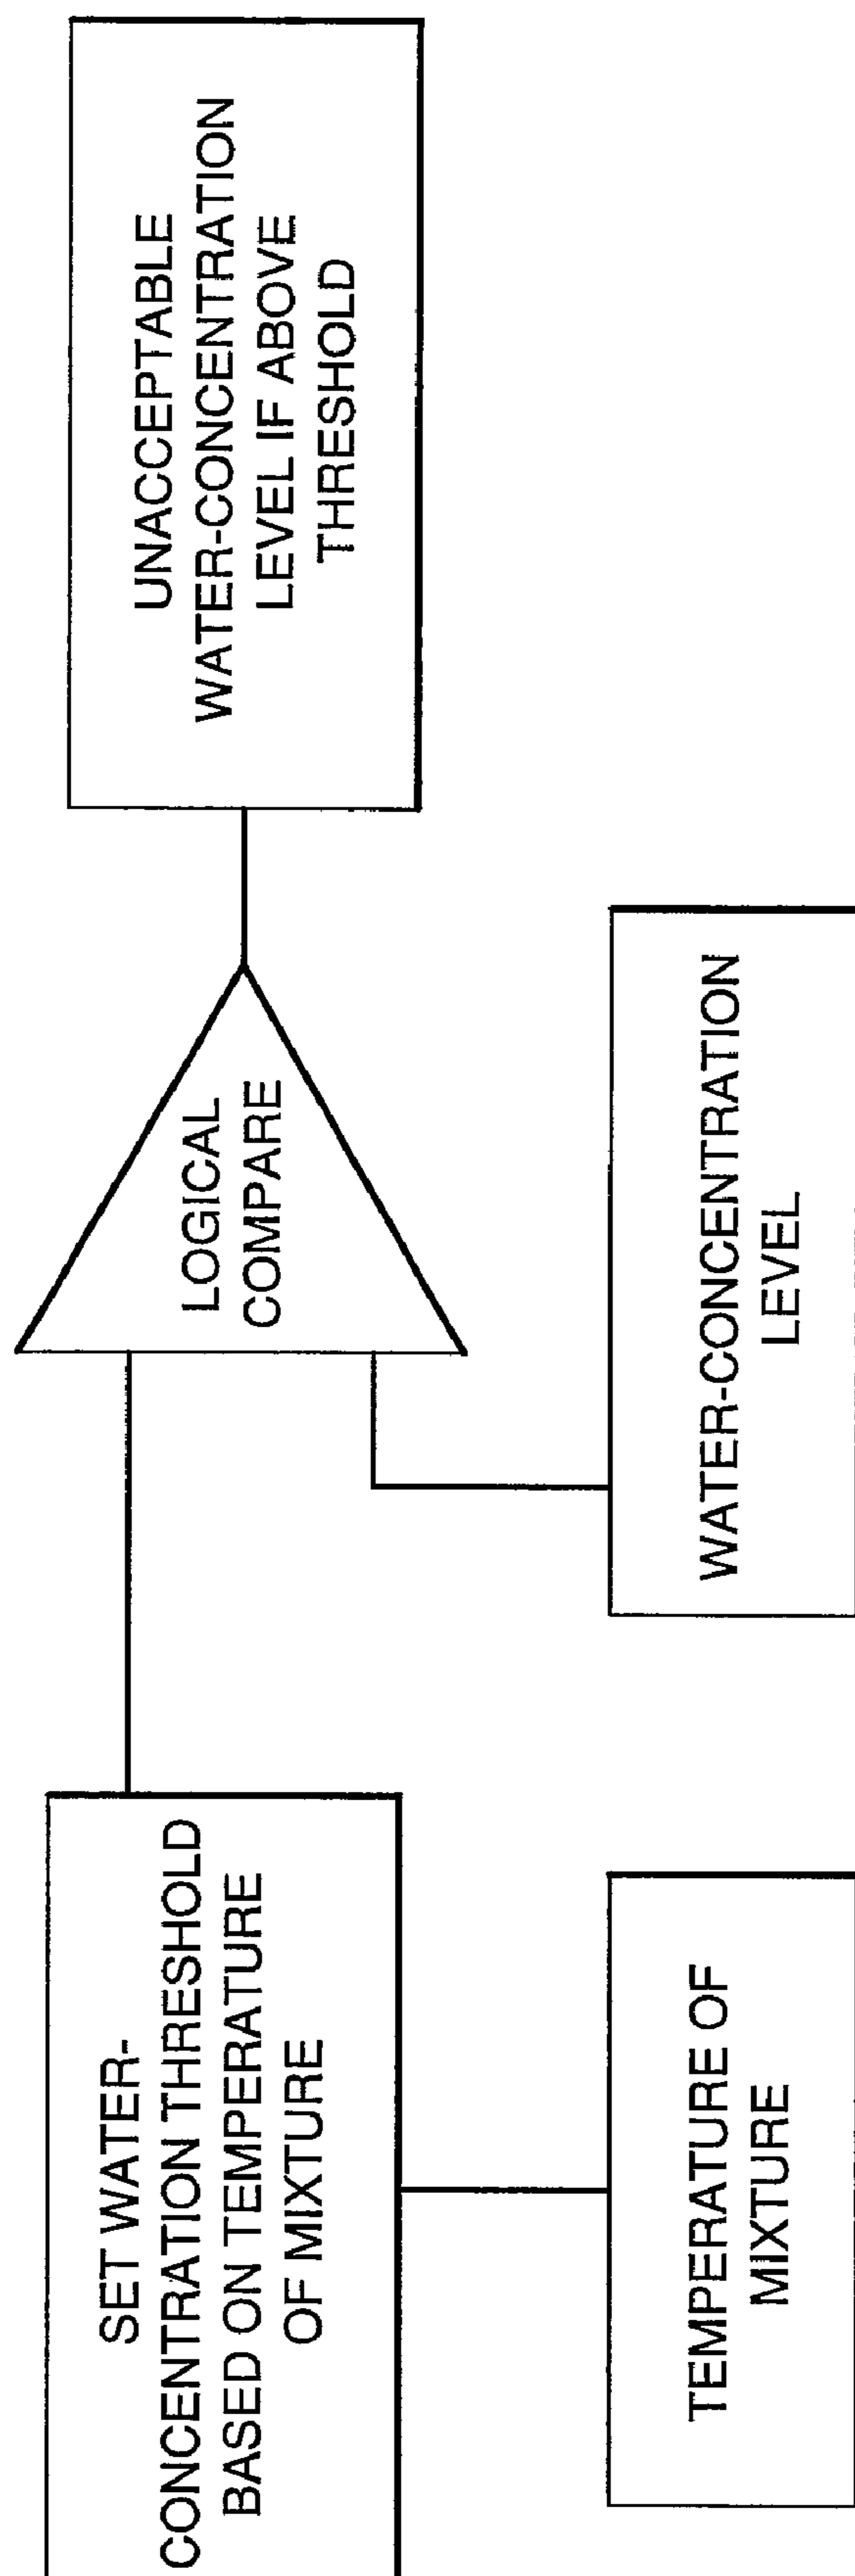 SET WATER-
CONCENTRATION THRESHOLD
BASED ON TEMPERATURE
OF MIXTURE
TEMPERATURE OF
MIXTURE
LOGICAL
COMPARE
WATER-CONCENTRATION
LEVEL
UNACCEPTABLE
WATER-CONCENTRATION
LEVEL IF ABOVE
THRESHOLD